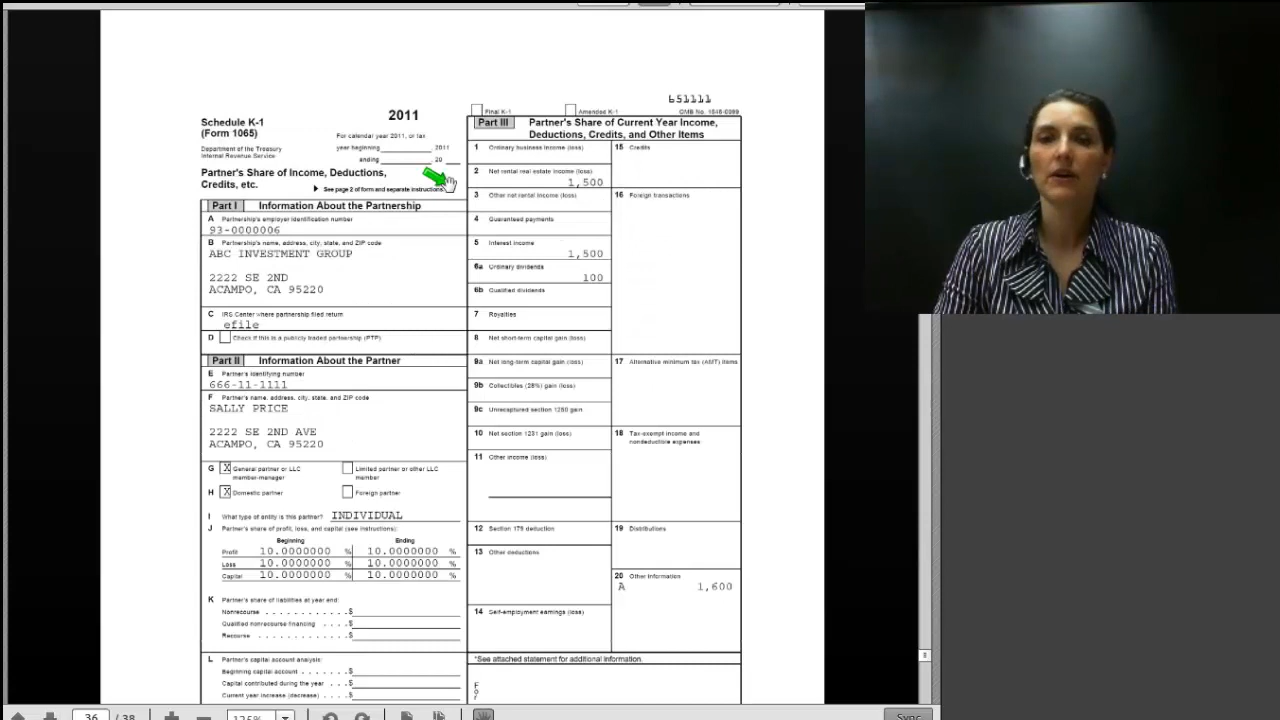 651111
Final K-1
Amended K-1
OMB No. 1545-0099
Schedule K-1
(Form 1065)
2011
Department of the Treasury
Internal Revenue Service
For calendar year 2011, or tax
year beginning 2011
ending 20
Partner's Share of Income, Deductions,
Credits, etc.
See page 2 of form and separate instructions.
Part I Information About the Partnership
A Partnership's employer identification number
93-0000006
B Partnership's name, address, city, state, and ZIP code
ABC INVESTMENT GROUP
2222 SE 2ND
ACAMPO, CA 95220
C IRS Center where partnership filed return
efile
D Check if this is a publicly traded partnership (PTP)
Part II Information About the Partner
E Partner's identifying number
666-11-1111
F Partner's name, address, city, state, and ZIP code
SALLY PRICE
2222 SE 2ND AVE
ACAMPO, CA 95220
G X General partner or LLC member-manager
Limited partner or other LLC member
H X Domestic partner
Foreign partner
I What type of entity is this partner? INDIVIDUAL
J Partner's share of profit, loss, and capital (see instructions):
Beginning Ending
Profit 10.0000000 % 10.0000000 %
Loss 10.0000000 % 10.0000000 %
Capital 10.0000000 % 10.0000000 %
K Partner's share of liabilities at year end:
Nonrecourse . . . . . . . . . . . . $
Qualified nonrecourse financing . . . . $
Recourse . . . . . . . . . . . . . $
L Partner's capital account analysis:
Beginning capital account . . . . . . . $
Capital contributed during the year . . . . $
Current year increase (decrease) . . . . $
Part III Partner's Share of Current Year Income,
Deductions, Credits, and Other Items
1 Ordinary business income (loss)
2 Net rental real estate income (loss)
1,500
3 Other net rental income (loss)
4 Guaranteed payments
5 Interest income
1,500
6a Ordinary dividends
100
6b Qualified dividends
7 Royalties
8 Net short-term capital gain (loss)
9a Net long-term capital gain (loss)
9b Collectibles (28%) gain (loss)
9c Unrecaptured section 1250 gain
10 Net section 1231 gain (loss)
11 Other income (loss)
12 Section 179 deduction
13 Other deductions
14 Self-employment earnings (loss)
15 Credits
16 Foreign transactions
17 Alternative minimum tax (AMT) items
18 Tax-exempt income and
nondeductible expenses
19 Distributions
20 Other information
A 1,600
*See attached statement for additional information.
F
o
r
36 / 38
125%
Sync